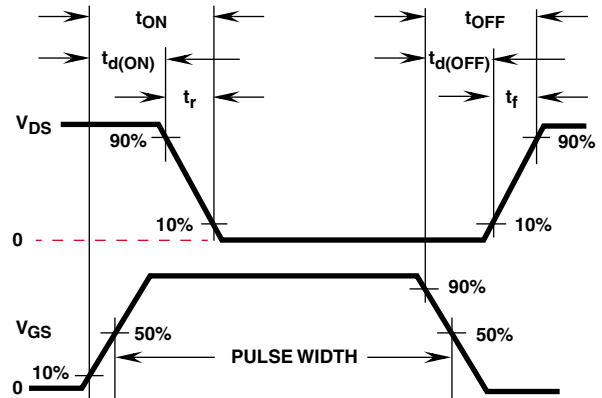 tON tOFF
td(ON) td(OFF)
tr tf
VDS
90% 90%
10% 10%
0
90%
VGS 50% 50%
PULSE WIDTH
10%
0